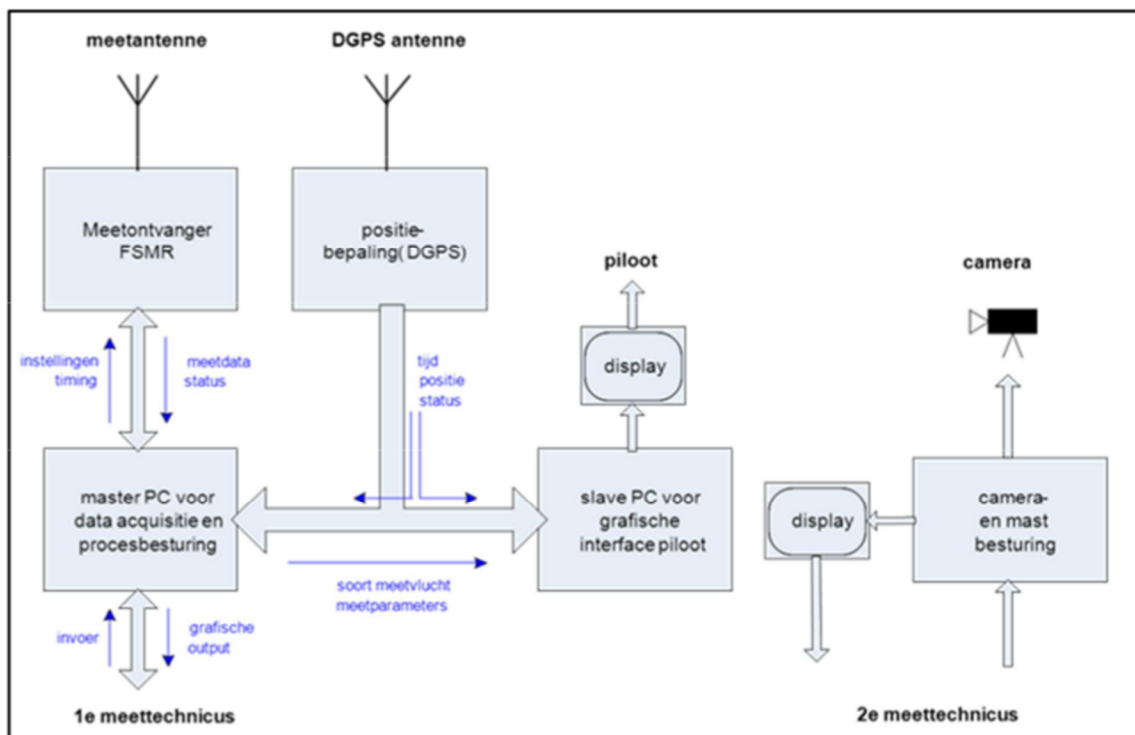 meetantenne
DGPS antenne
Meetontvanger
FSMR
positie-
bepaling( DGPS)
piloot
camera
instellingen
timing
meetdata
status
tijd
positie
status
display
master PC voor
data acquisitie en
procesbesturing
slave PC voor
grafische
interface piloot
display
camera-
en mast
besturing
soort meetvlucht
meetparameters
invoer
grafische
output
1e meettechnicus
2e meettechnicus